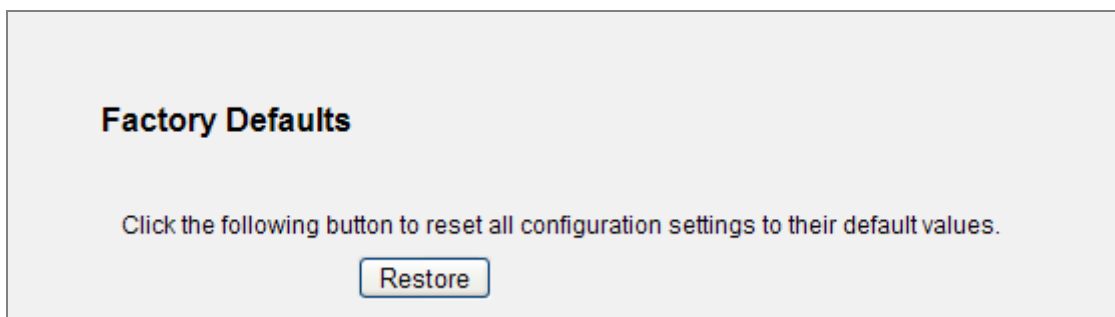 Factory Defaults
Click the following button to reset all configuration settings to their default values.
Restore